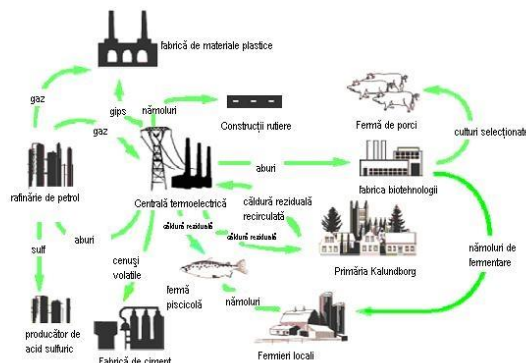 fabrică de materiale plastice
gaz
gips
nămoluri
gaz
Construcții rutiere
Fermă de porci
culturi selecționate
aburi
rafinărie de petrol
Centrală termoelectrică
fabrica biotehnologii
căldură reziduală
recirculată
sulf
aburi
căldură reziduală
căldură reziduală
Primăria Kalundborg
nămoluri de
fermentare
cenuși
volatile
fermă
piscicolă
nămoluri
producător de
acid sulfuric
Fabrică de ciment
Fermieri locali